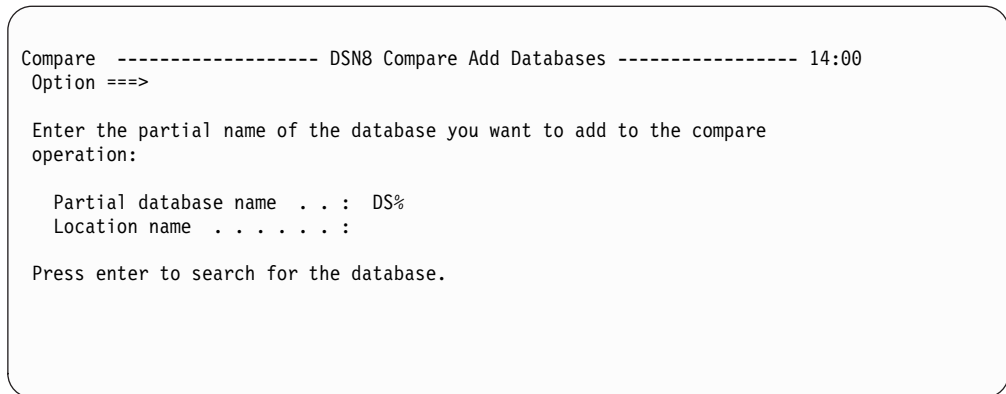 Compare ------------------- DSN8 Compare Add Databases ----------------- 14:00
Option ===>
Enter the partial name of the database you want to add to the compare
operation:
Partial database name . . : DS%
Location name . . . . . . :
Press enter to search for the database.